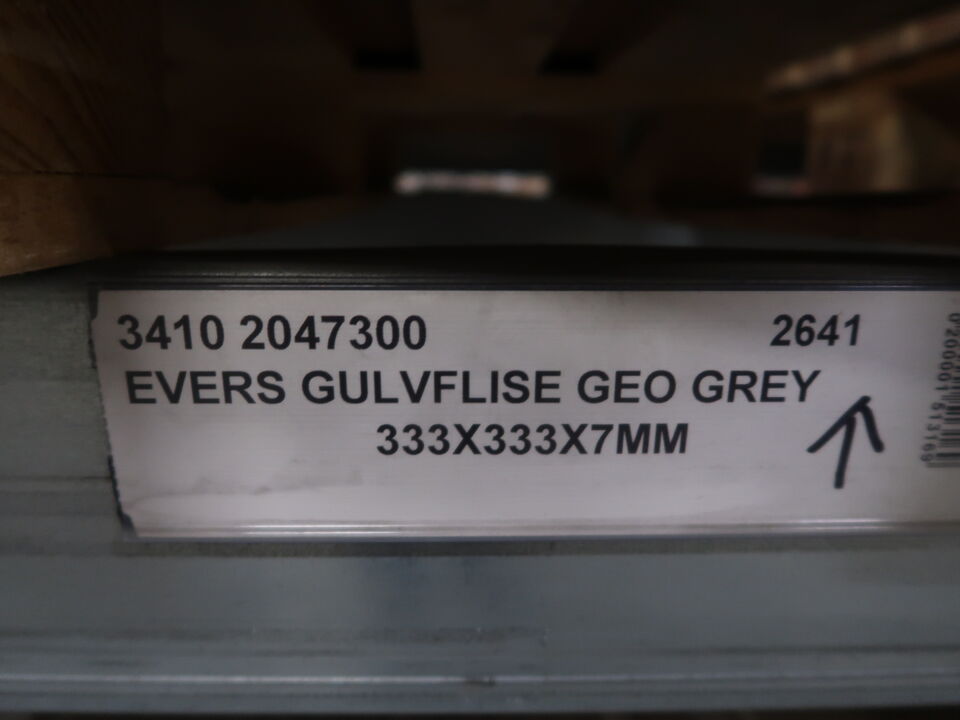 3410 2047300 2641
EVERS GULVFLISE GEO GREY
333X333X7MM